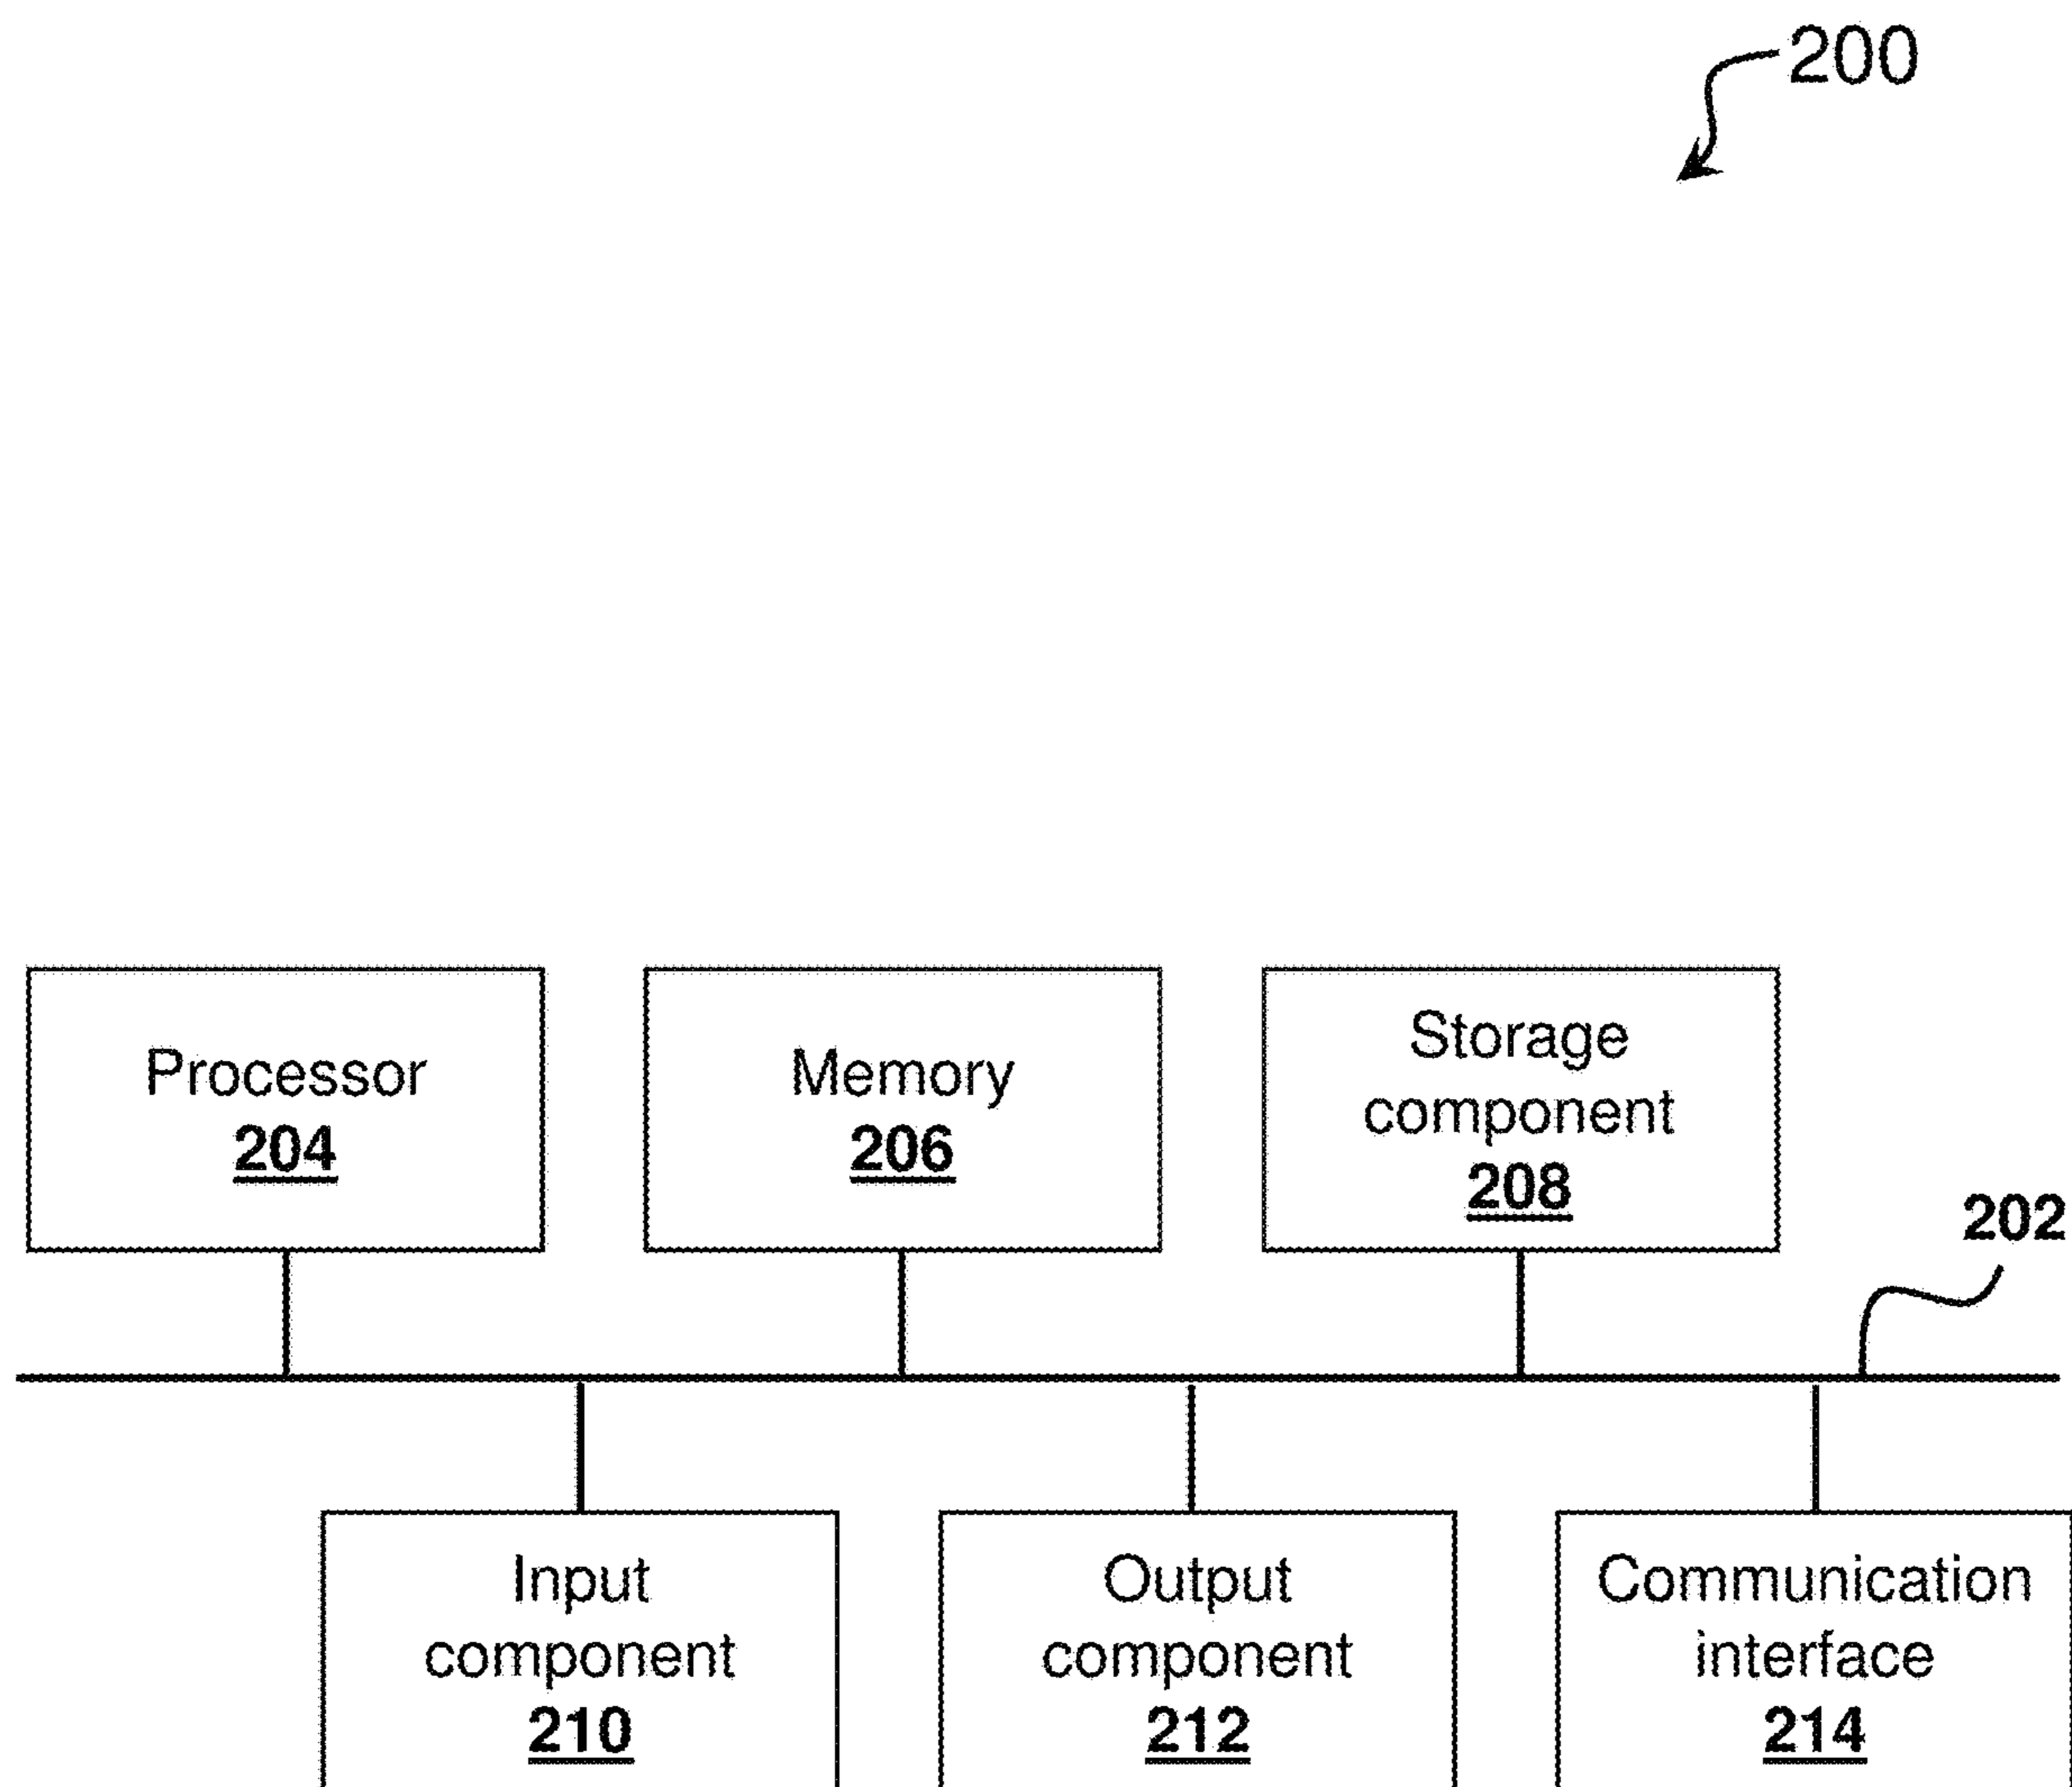 200
Processor
204
Memory
206
Storage
component
208
202
Input
component
210
Output
component
212
Communication
interface
214